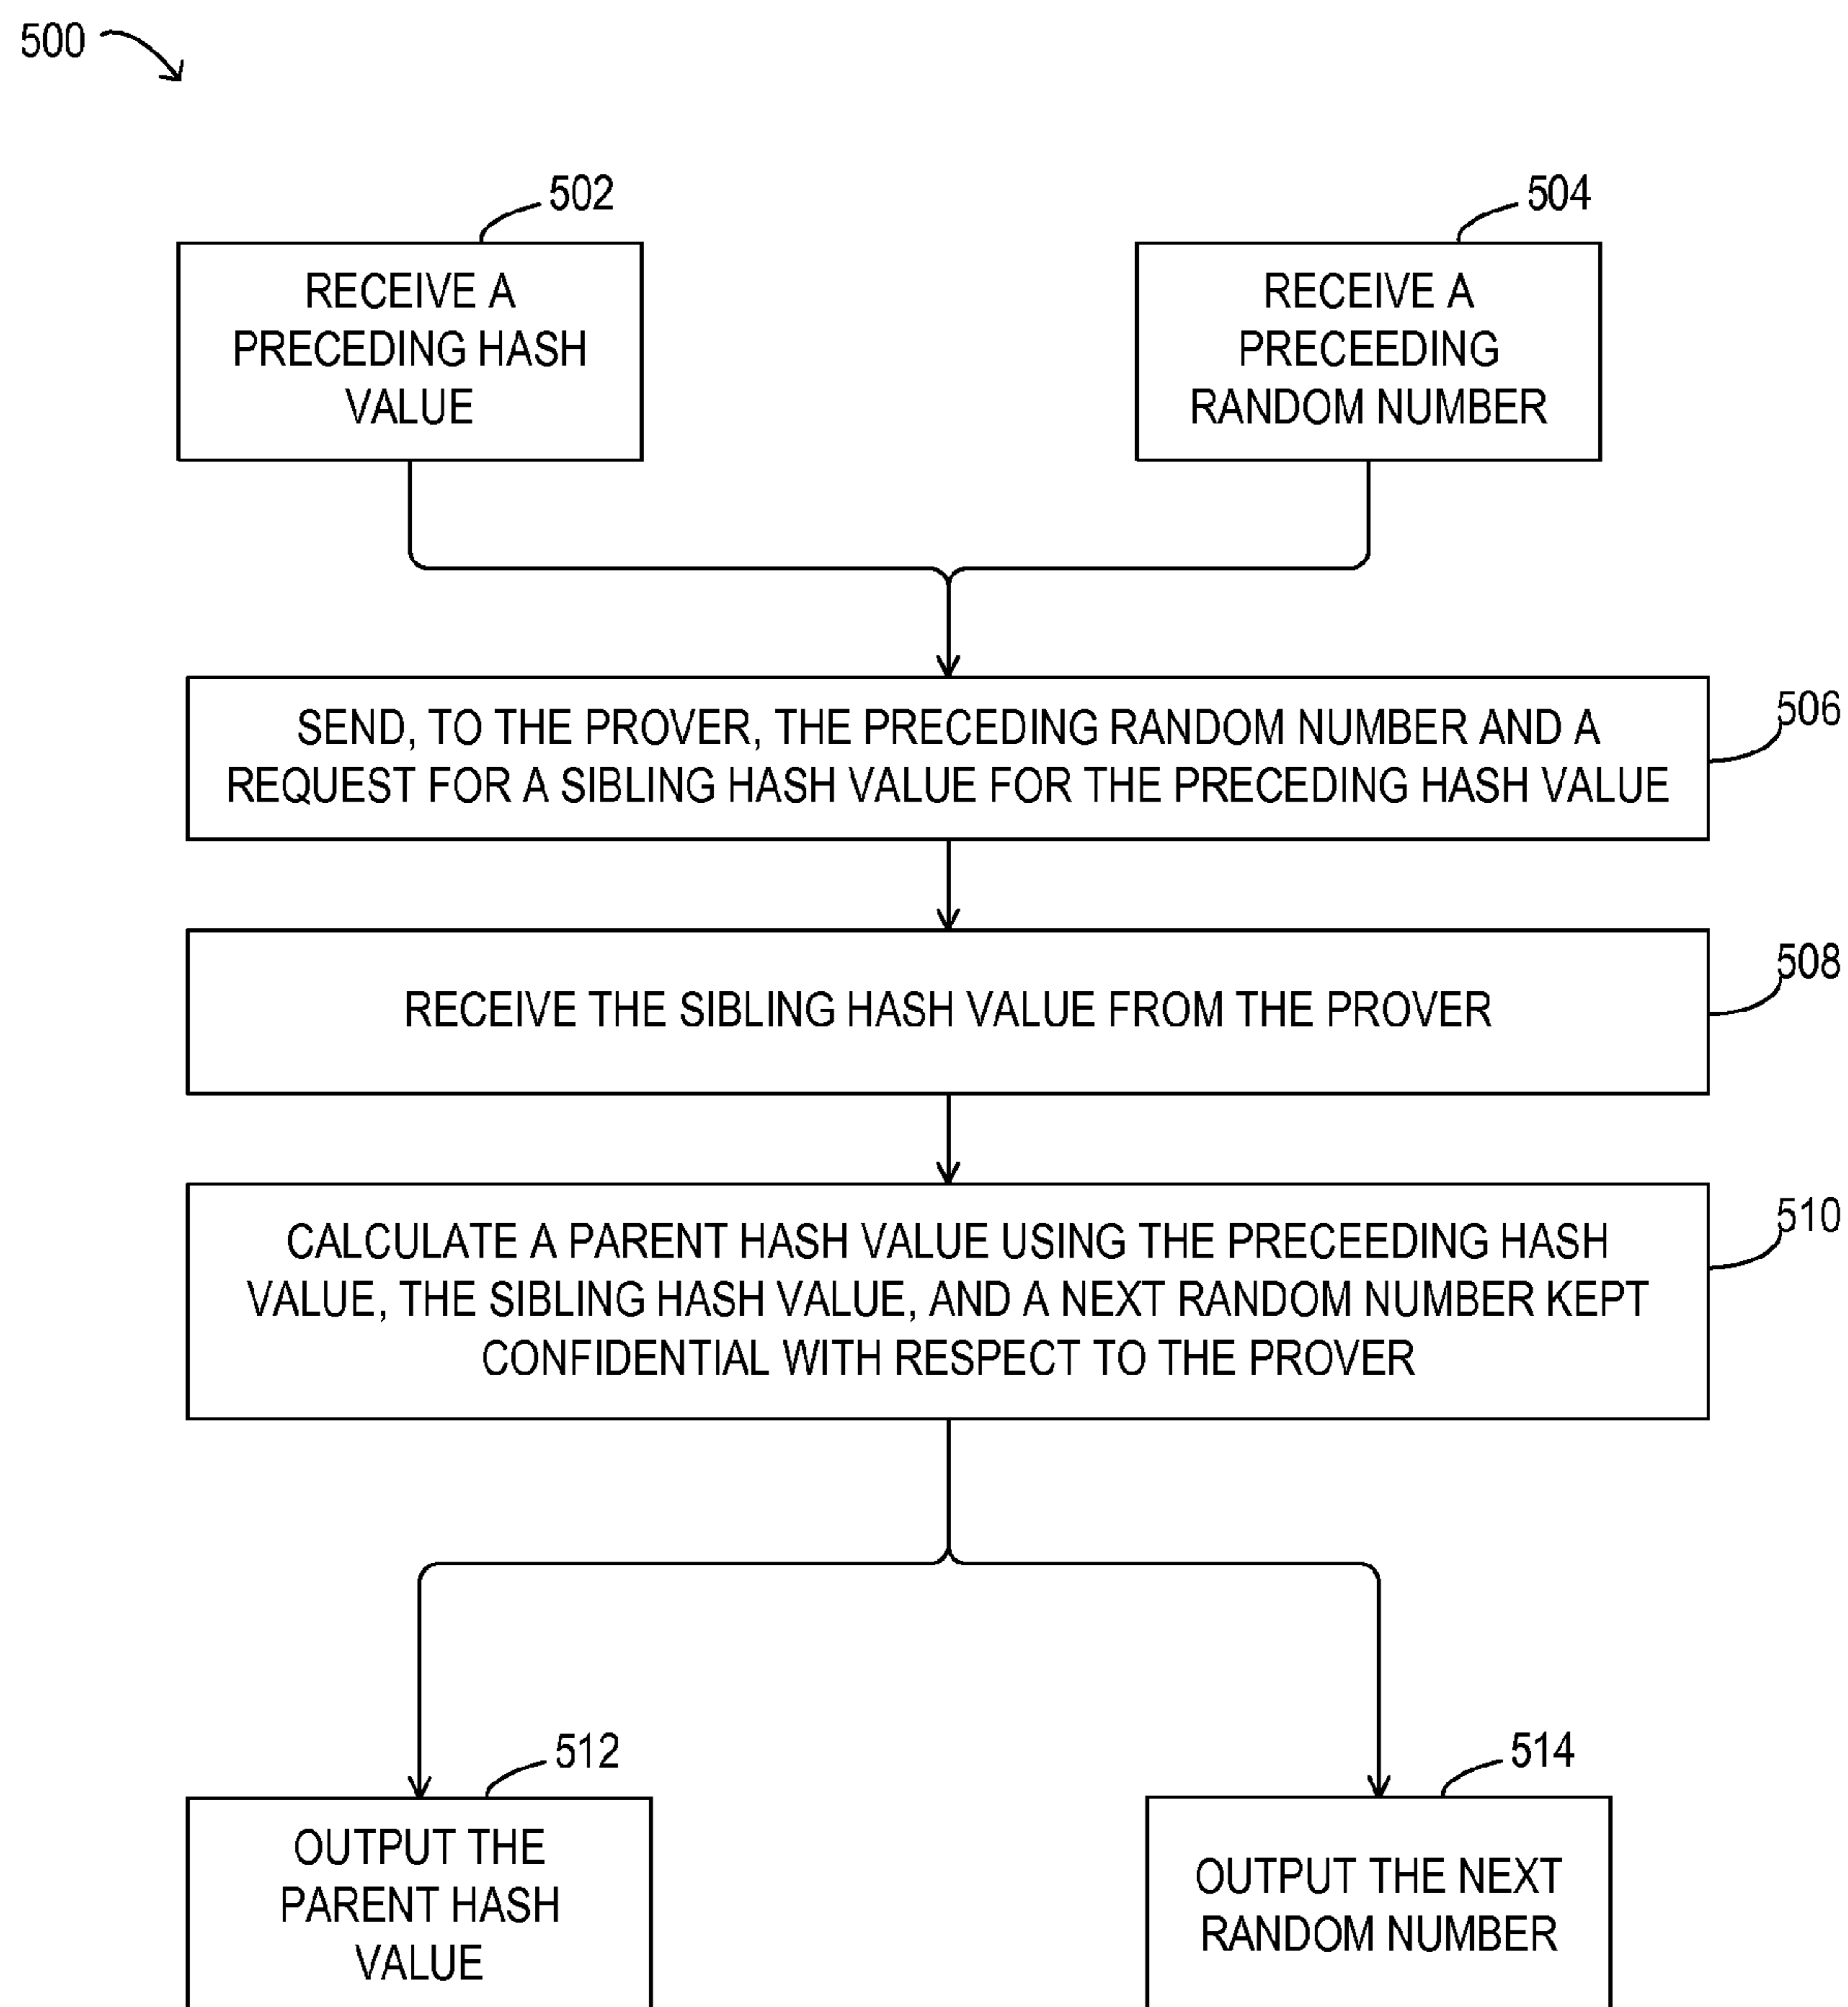 500
502
504
RECEIVE A
PRECEDING HASH
VALUE
RECEIVE A
PRECEEDING
RANDOM NUMBER
506
SEND, TO THE PROVER, THE PRECEDING RANDOM NUMBER AND A
REQUEST FOR A SIBLING HASH VALUE FOR THE PRECEDING HASH VALUE
508
RECEIVE THE SIBLING HASH VALUE FROM THE PROVER
510
CALCULATE A PARENT HASH VALUE USING THE PRECEEDING HASH
VALUE, THE SIBLING HASH VALUE, AND A NEXT RANDOM NUMBER KEPT
CONFIDENTIAL WITH RESPECT TO THE PROVER
512
514
OUTPUT THE
PARENT HASH
VALUE
OUTPUT THE NEXT
RANDOM NUMBER